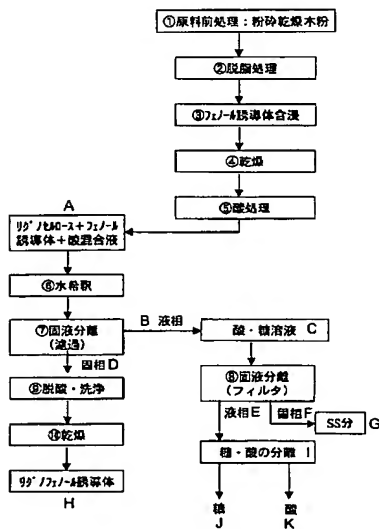 ①原料前処理：粉砕乾燥木粉
②脱脂処理
③フェノール誘導体含浸
④乾燥
⑤酸処理
A
リグノセルロース＋フェノール
誘導体＋酸混合液
⑥水希釈
⑦固液分離
(濾過)
B 液相
酸・糖溶液 C
固相D
⑧固液分離
(フィルタ)
脱酸・洗浄
液相E
固相F
SS分 G
⑭乾燥
糖・酸の分離 I
リグノフェノール誘導体
H
糖
J
酸
K